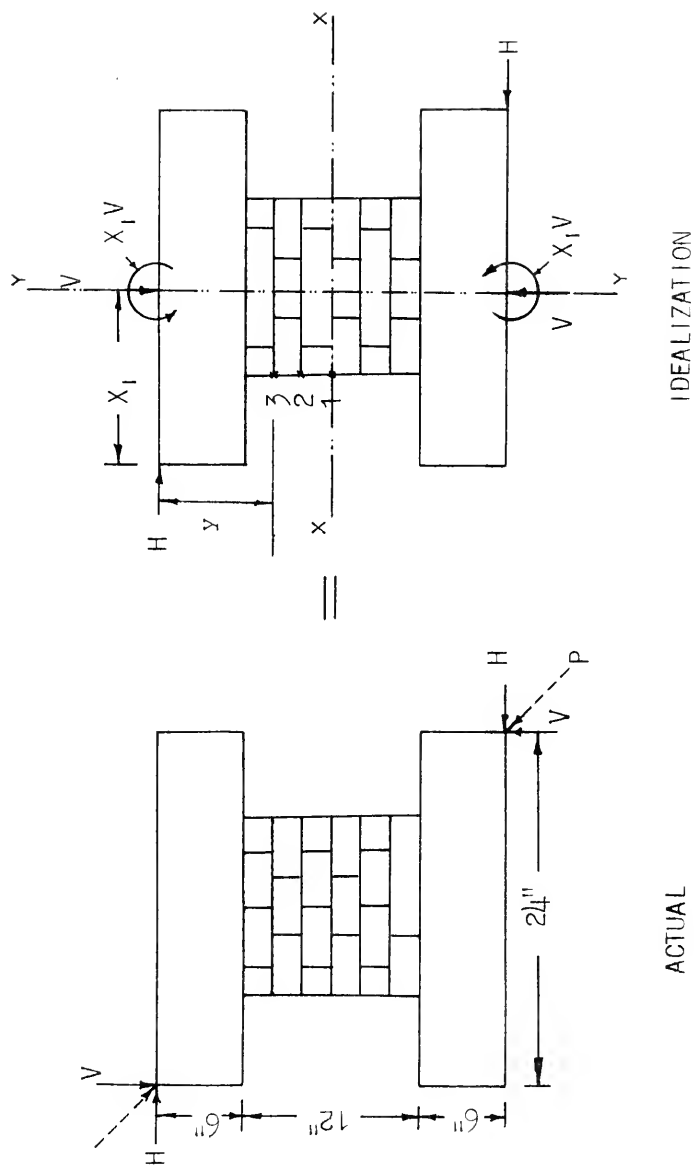 V
H
6"
12"
6"
H
V
P
24"
ACTUAL
=
Y
V
X₁V
X₁
H
y
3
2
1
X
X
H
X₁V
V
Y
IDEALIZATION